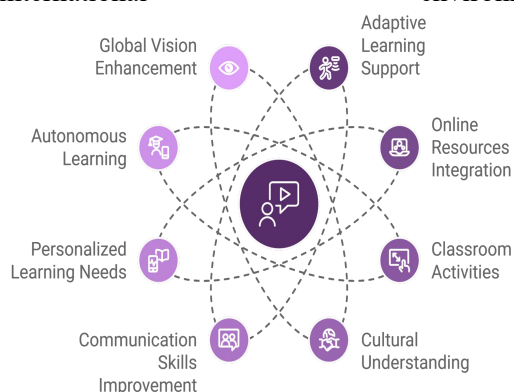 Global Vision
Enhancement
Adaptive
Learning
Support
Autonomous
Learning
Online
Resources
Integration
Personalized
Learning Needs
Classroom
Activities
Communication
Skills
Improvement
Cultural
Understanding